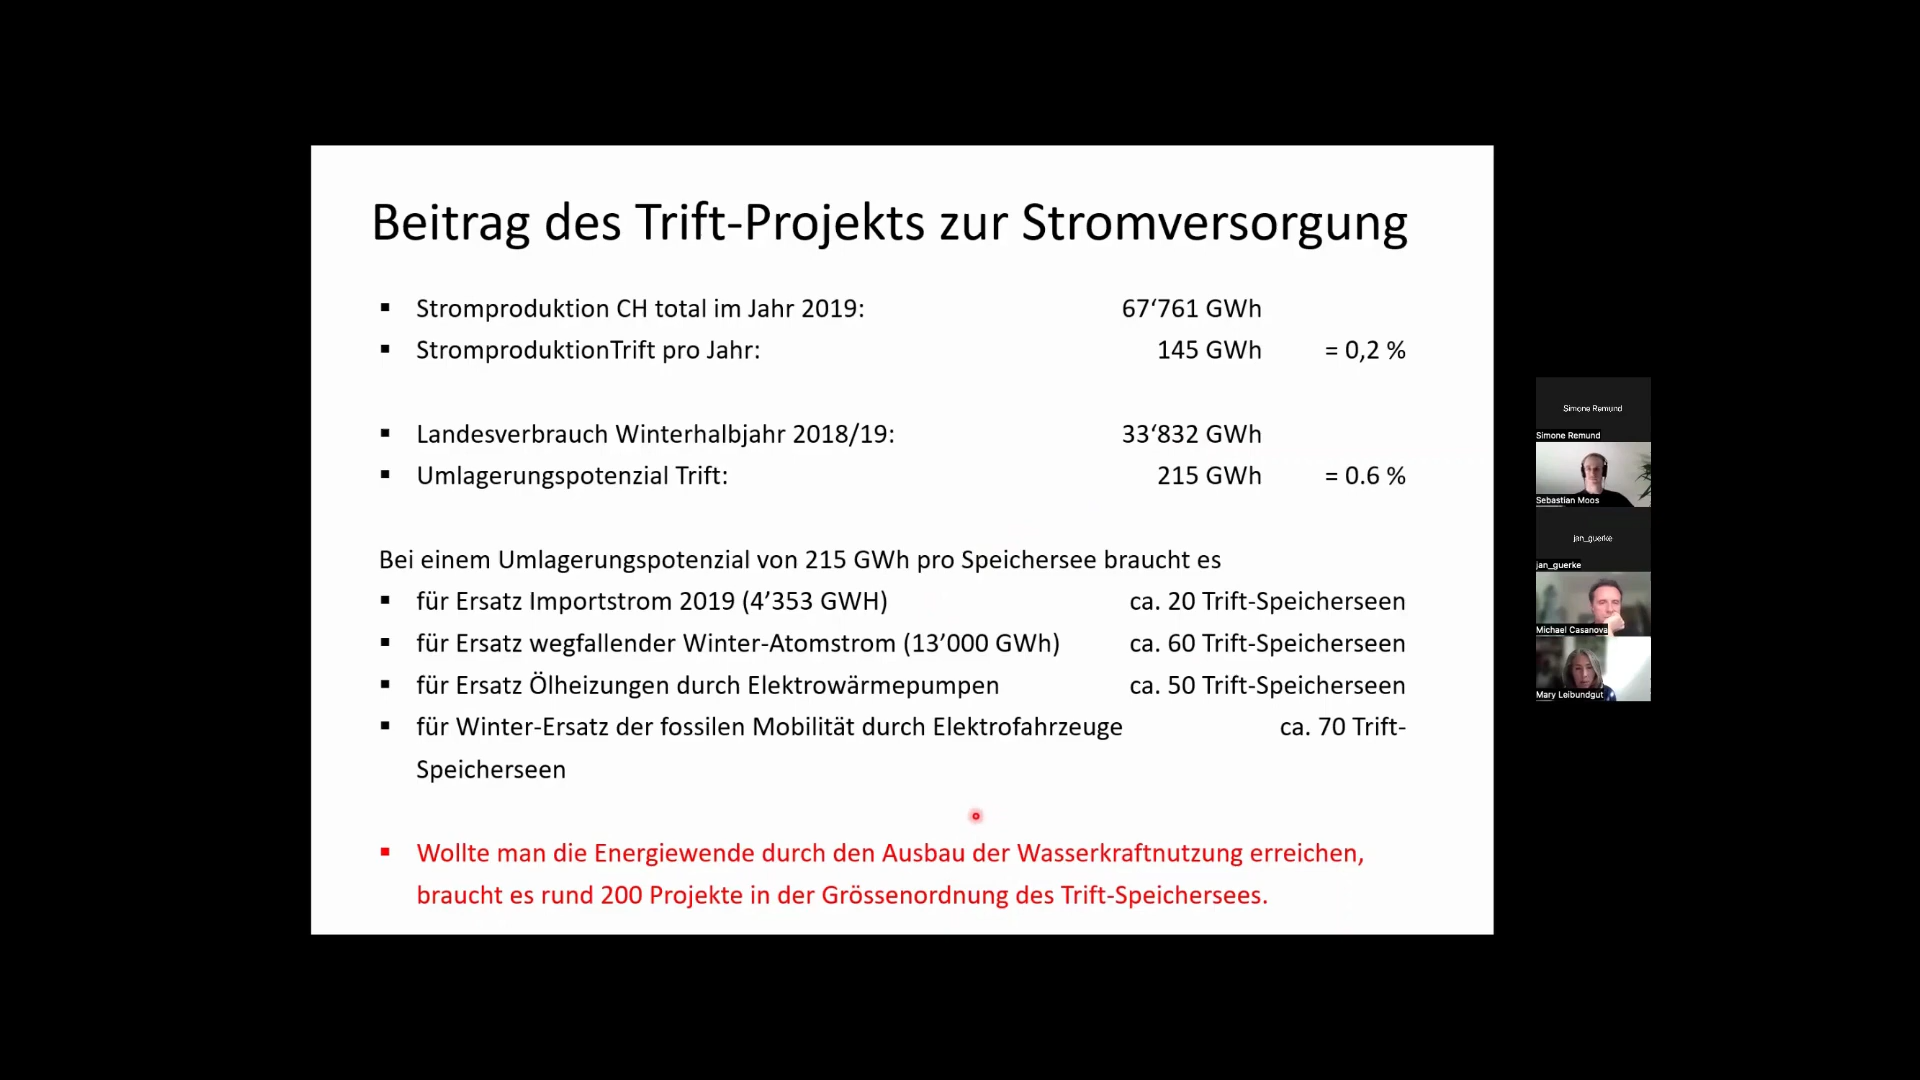 Beitrag des Trift-Projekts zur Stromversorgung
▪ Stromproduktion CH total im Jahr 2019: 67‘761 GWh
▪ StromproduktionTrift pro Jahr: 145 GWh = 0,2 %
▪ Landesverbrauch Winterhalbjahr 2018/19: 33‘832 GWh
▪ Umlagerungspotenzial Trift: 215 GWh = 0.6 %
Bei einem Umlagerungspotenzial von 215 GWh pro Speichersee braucht es
▪ für Ersatz Importstrom 2019 (4’353 GWH) ca. 20 Trift-Speicherseen
▪ für Ersatz wegfallender Winter-Atomstrom (13’000 GWh) ca. 60 Trift-Speicherseen
▪ für Ersatz Ölheizungen durch Elektrowärmepumpen ca. 50 Trift-Speicherseen
▪ für Winter-Ersatz der fossilen Mobilität durch Elektrofahrzeuge ca. 70 Trift-
Speicherseen
▪ Wollte man die Energiewende durch den Ausbau der Wasserkraftnutzung erreichen,
braucht es rund 200 Projekte in der Grössenordnung des Trift-Speichersees.
Simone Remund
Simone Remund
Sebastian Moos
jan_guerke
jan_guerke
Michael Casanova
Mary Leibundgut